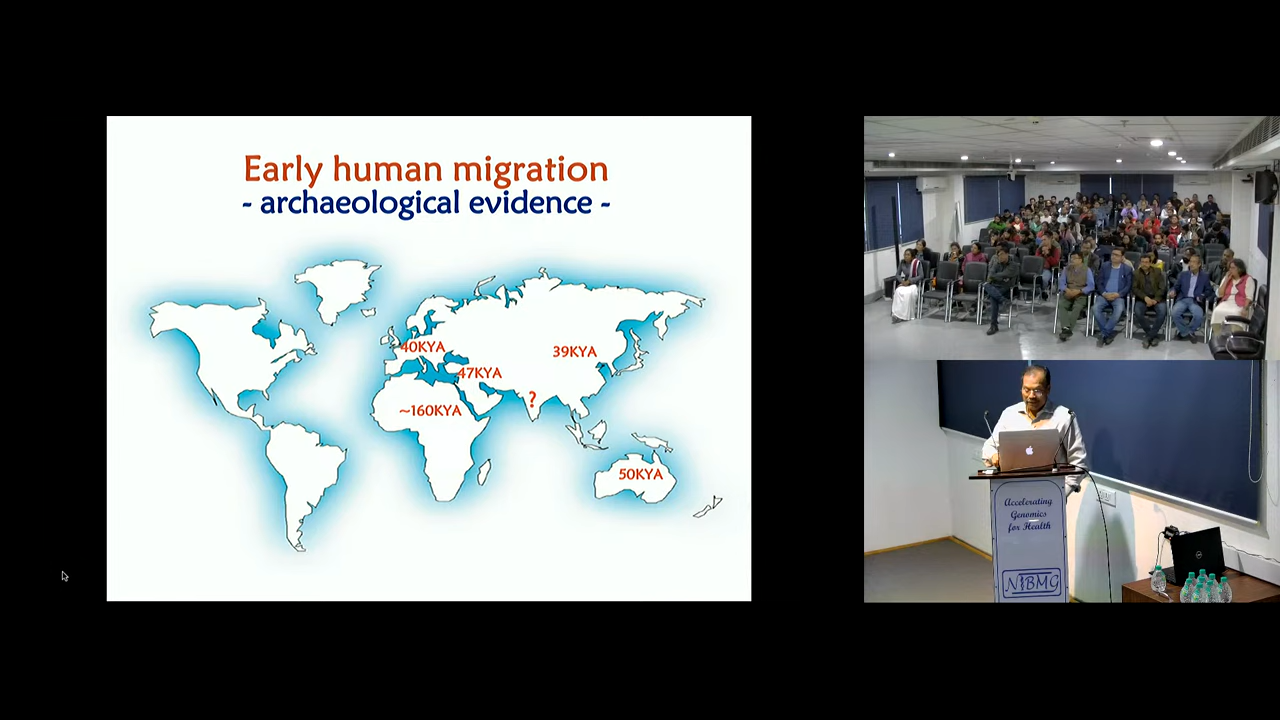 Early human migration
- archaeological evidence -
~40KYA
39KYA
47KYA
?
~160KYA
50KYA
Accelerating
Genomics
for Health
NIBMG